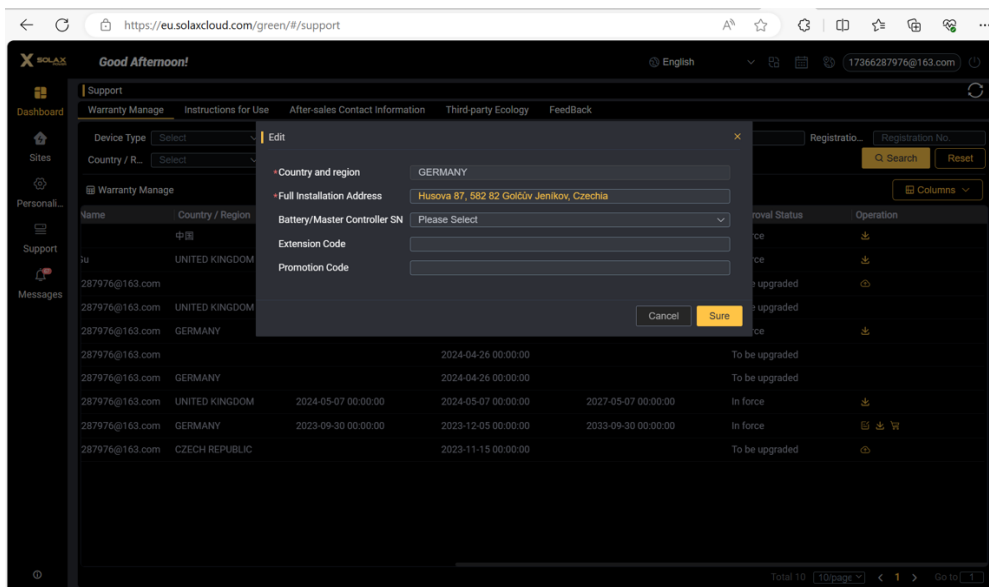 https://eu.solaxcloud.com/green/#/support
SOLAX
Good Afternoon!
English
17366287976@163.com
Dashboard
Sites
Personali...
Support
Messages
Support
Warranty Manage Instructions for Use After-sales Contact Information Third-party Ecology FeedBack
Device Type Select Registratio... Registration No.
Country / R... Select Search Reset
Warranty Manage Columns
Name Country / Region roval Status Operation
中国 rce
Su UNITED KINGDOM rce
287976@163.com e upgraded
287976@163.com UNITED KINGDOM e upgraded
287976@163.com GERMANY rce
287976@163.com 2024-04-26 00:00:00 To be upgraded
287976@163.com GERMANY 2024-04-26 00:00:00 To be upgraded
287976@163.com UNITED KINGDOM 2024-05-07 00:00:00 2024-05-07 00:00:00 2027-05-07 00:00:00 In force
287976@163.com GERMANY 2023-09-30 00:00:00 2023-12-05 00:00:00 2033-09-30 00:00:00 In force
287976@163.com CZECH REPUBLIC 2023-11-15 00:00:00 To be upgraded
Total 10 10/page 1 Go to 1
Edit
*Country and region GERMANY
*Full Installation Address Husova 87, 582 82 Golčův Jeníkov, Czechia
Battery/Master Controller SN Please Select
Extension Code
Promotion Code
Cancel Sure